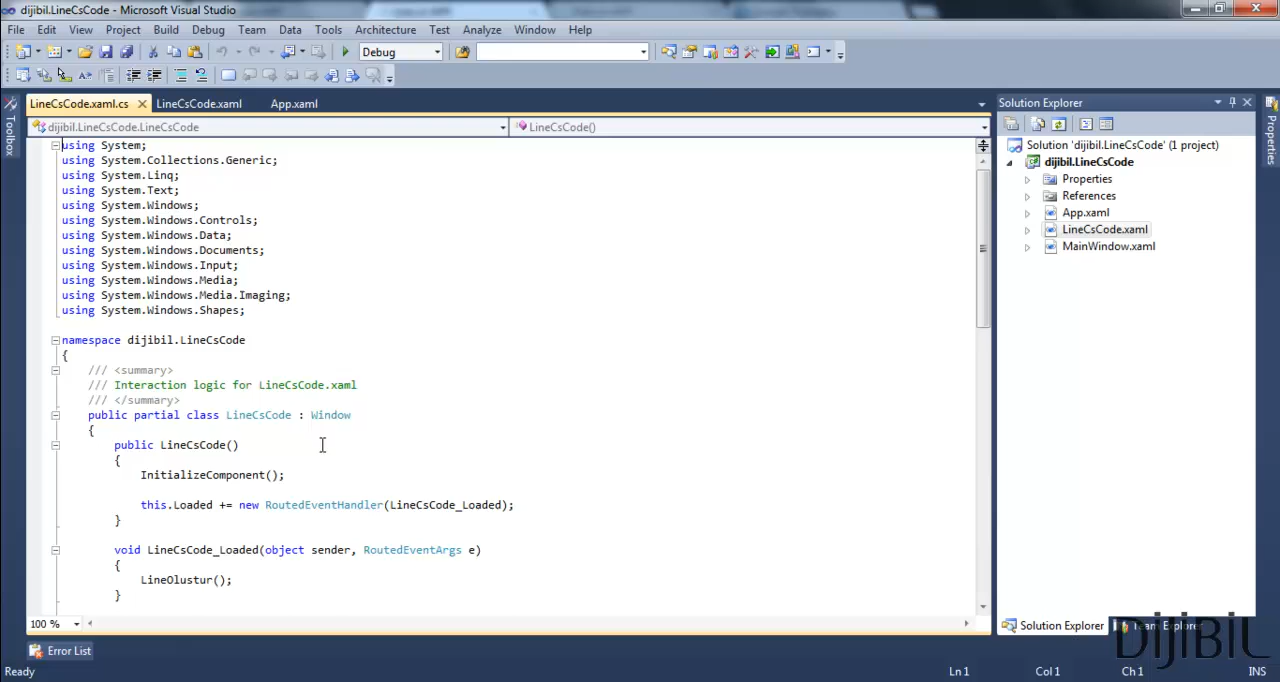 dijibil.LineCsCode - Microsoft Visual Studio
File Edit View Project Build Debug Team Data Tools Architecture Test Analyze Window Help
Debug
LineCsCode.xaml.cs LineCsCode.xaml App.xaml
dijibil.LineCsCode.LineCsCode LineCsCode()
using System;
using System.Collections.Generic;
using System.Linq;
using System.Text;
using System.Windows;
using System.Windows.Controls;
using System.Windows.Data;
using System.Windows.Documents;
using System.Windows.Input;
using System.Windows.Media;
using System.Windows.Media.Imaging;
using System.Windows.Shapes;
namespace dijibil.LineCsCode
{
/// <summary>
/// Interaction logic for LineCsCode.xaml
/// </summary>
public partial class LineCsCode : Window
{
public LineCsCode()
{
InitializeComponent();
this.Loaded += new RoutedEventHandler(LineCsCode_Loaded);
}
void LineCsCode_Loaded(object sender, RoutedEventArgs e)
{
LineOlustur();
}
100 %
Toolbox
Solution Explorer
Solution 'dijibil.LineCsCode' (1 project)
dijibil.LineCsCode
Properties
References
App.xaml
LineCsCode.xaml
MainWindow.xaml
Properties
Solution Explorer Team Explorer
DIJIBIL
Error List
Ready Ln 1 Col 1 Ch 1 INS